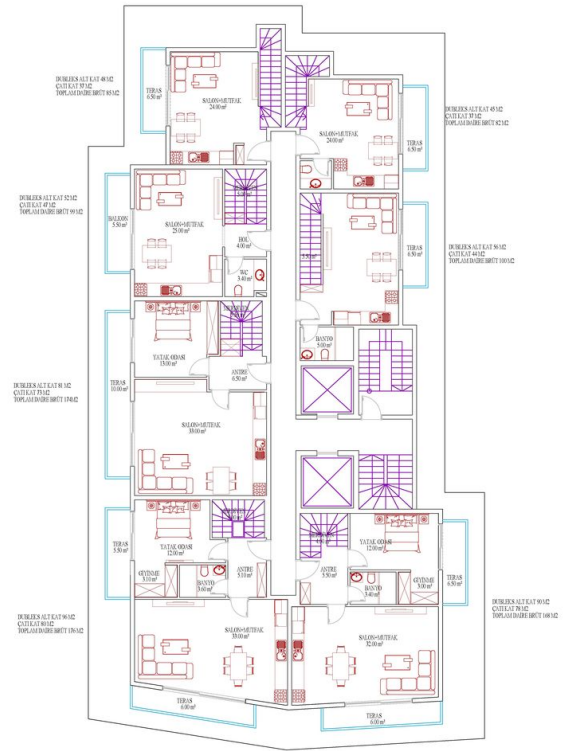 DUBLEKS ALT KAT 48 M2
ÇATI KAT 37 M2
TOPLAM DAİRE BRÜT 85 M2
TERAS
6.50 m²
SALON+MUTFAK
24.00 m²
DUBLEKS ALT KAT 45 M2
ÇATI KAT 37 M2
TOPLAM DAİRE BRÜT 82 M2
SALON+MUTFAK
24.00 m²
TERAS
6.50 m²
DUBLEKS ALT KAT 52 M2
ÇATI KAT 47 M2
TOPLAM DAİRE BRÜT 99 M2
BALKON
5.50 m²
SALON+MUTFAK
25.00 m²
HOL
4.00 m²
WC
3.40 m²
SALON+MUTFAK
DUBLEKS ALT KAT 56 M2
ÇATI KAT 44 M2
TOPLAM DAİRE BRÜT 100 M2
TERAS
6.50 m²
BANYO
5.00 m²
DUBLEKS ALT KAT 81 M2
ÇATI KAT 73 M2
TERAS
10.00 m²
YATAK ODASI
13.00 m²
ANTRE
6.50 m²
SALON+MUTFAK
33.00 m²
TERAS
5.50 m²
YATAK ODASI
12.00 m²
GİYİNME
3.10 m²
BANYO
3.60 m²
ANTRE
5.10 m²
SALON+MUTFAK
33.00 m²
DUBLEKS ALT KAT 96 M2
ÇATI KAT 80 M2
TOPLAM DAİRE BRÜT 176 M2
YATAK ODASI
12.00 m²
ANTRE
5.50 m²
BANYO
3.40 m²
GİYİNME
3.00 m²
TERAS
6.50 m²
SALON+MUTFAK
32.00 m²
DUBLEKS ALT KAT 90 M2
ÇATI KAT 78 M2
TOPLAM DAİRE BRÜT 168 M2
TERAS
6.00 m²
TERAS
6.00 m²